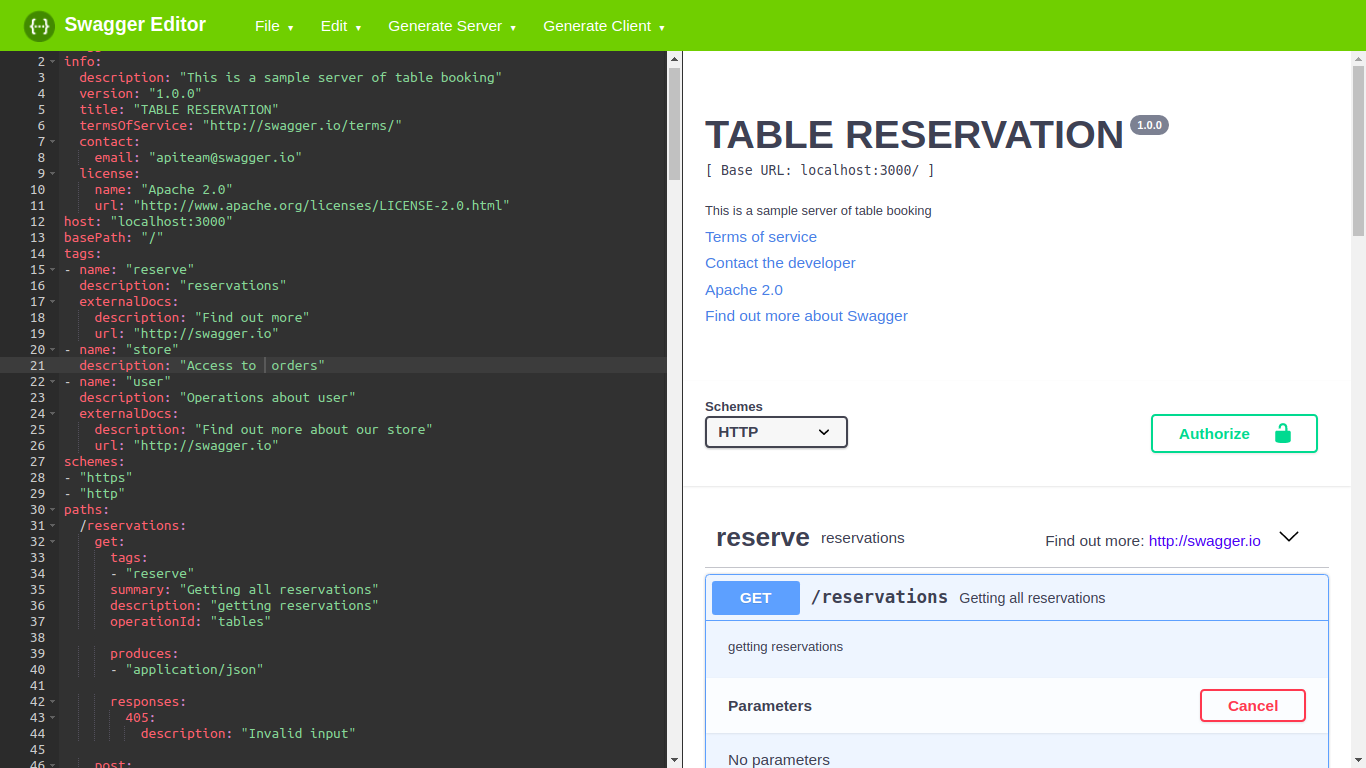 Swagger Editor File Edit Generate Server Generate Client
2 info:
3 description: "This is a sample server of table booking"
4 version: "1.0.0"
5 title: "TABLE RESERVATION"
6 termsOfService: "http://swagger.io/terms/"
7 contact:
8 email: "apiteam@swagger.io"
9 license:
10 name: "Apache 2.0"
11 url: "http://www.apache.org/licenses/LICENSE-2.0.html"
12 host: "localhost:3000"
13 basePath: "/"
14 tags:
15 - name: "reserve"
16 description: "reservations"
17 externalDocs:
18 description: "Find out more"
19 url: "http://swagger.io"
20 - name: "store"
21 description: "Access to  orders"
22 - name: "user"
23 description: "Operations about user"
24 externalDocs:
25 description: "Find out more about our store"
26 url: "http://swagger.io"
27 schemes:
28 - "https"
29 - "http"
30 paths:
31 /reservations:
32 get:
33 tags:
34 - "reserve"
35 summary: "Getting all reservations"
36 description: "getting reservations"
37 operationId: "tables"
38
39 produces:
40 - "application/json"
41
42 responses:
43 405:
44 description: "Invalid input"
45
46 post:
TABLE RESERVATION 1.0.0
[ Base URL: localhost:3000/ ]
This is a sample server of table booking
Terms of service
Contact the developer
Apache 2.0
Find out more about Swagger
Schemes
HTTP
Authorize
reserve reservations Find out more: http://swagger.io
GET /reservations Getting all reservations
getting reservations
Parameters Cancel
No parameters